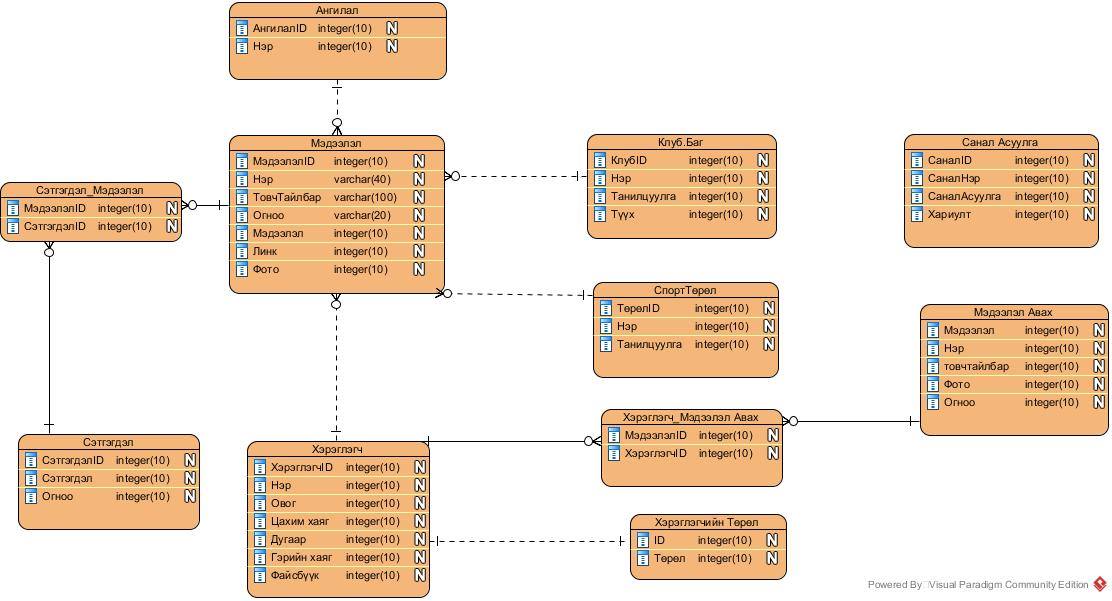 Ангилал
АнгилалID integer(10) N
Нэр integer(10) N
Мэдээлэл
МэдээлэлID integer(10) N
Нэр varchar(40) N
ТовчТайлбар varchar(100) N
Огноо varchar(20) N
Мэдээлэл integer(10) N
Линк integer(10) N
Фото integer(10) N
Клуб.Баг
КлубID integer(10) N
Нэр integer(10) N
Танилцуулга integer(10) N
Түүх integer(10) N
Санал Асуулга
СаналID integer(10) N
СаналНэр integer(10) N
СаналАсуулга integer(10) N
Хариулт integer(10) N
Сэтгэгдэл_Мэдээлэл
МэдээлэлID integer(10) N
СэтгэгдэлID integer(10) N
СпортТөрөл
ТөрөлID integer(10) N
Нэр integer(10) N
Танилцуулга integer(10) N
Мэдээлэл Авах
Мэдээлэл integer(10) N
Нэр integer(10) N
товчтайлбар integer(10) N
Фото integer(10) N
Огноо integer(10) N
Хэрэглэгч_Мэдээлэл Авах
МэдээлэлID integer(10) N
ХэрэглэгчID integer(10) N
Сэтгэгдэл
СэтгэгдэлID integer(10) N
Сэтгэгдэл integer(10) N
Огноо integer(10) N
Хэрэглэгч
ХэрэглэгчID integer(10) N
Нэр integer(10) N
Овог integer(10) N
Цахим хаяг integer(10) N
Дугаар integer(10) N
Гэрийн хаяг integer(10) N
Файсбүүк integer(10) N
Хэрэглэгчийн Төрөл
ID integer(10) N
Төрөл integer(10) N
Powered By Visual Paradigm Community Edition